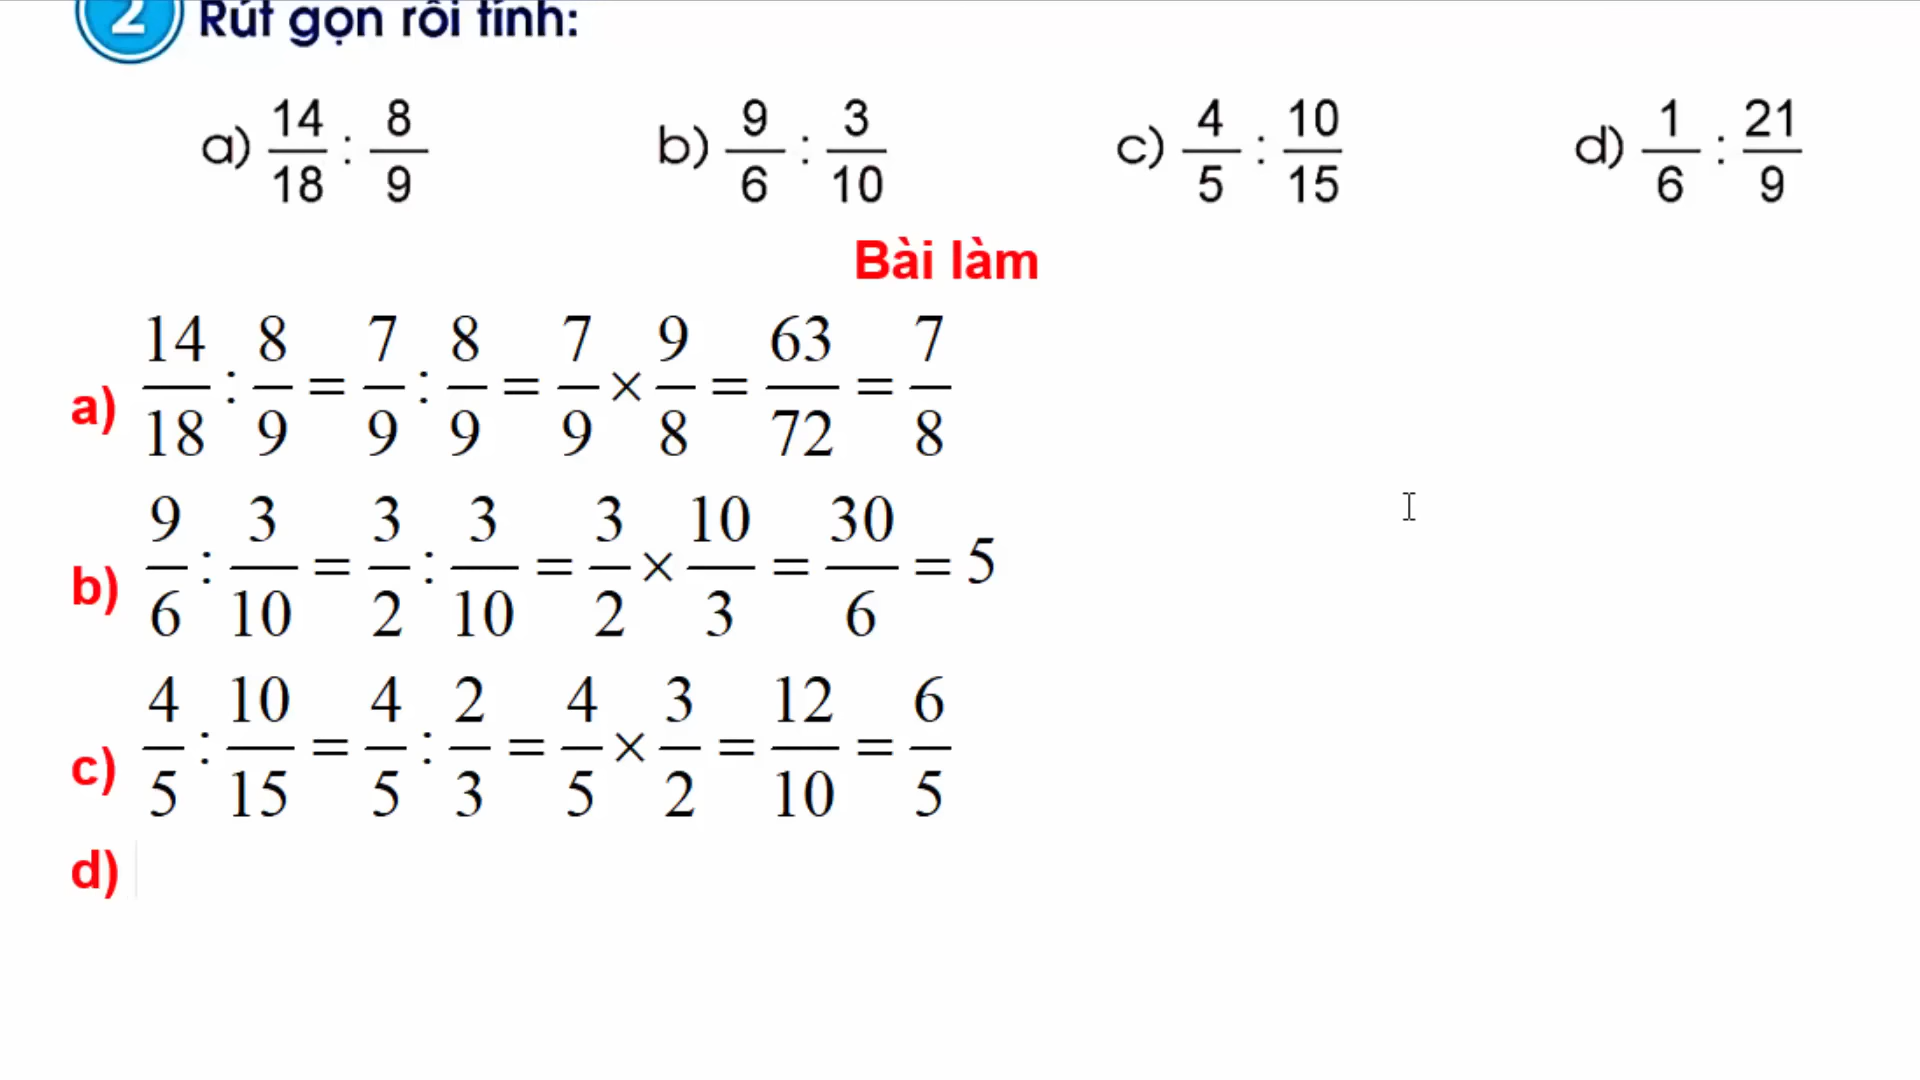 2 Rút gọn rồi tính:
a) 14/18 : 8/9 b) 9/6 : 3/10 c) 4/5 : 10/15 d) 1/6 : 21/9
Bài làm
a) 14/18 : 8/9 = 7/9 : 8/9 = 7/9 × 9/8 = 63/72 = 7/8
b) 9/6 : 3/10 = 3/2 : 3/10 = 3/2 × 10/3 = 30/6 = 5
c) 4/5 : 10/15 = 4/5 : 2/3 = 4/5 × 3/2 = 12/10 = 6/5
d)